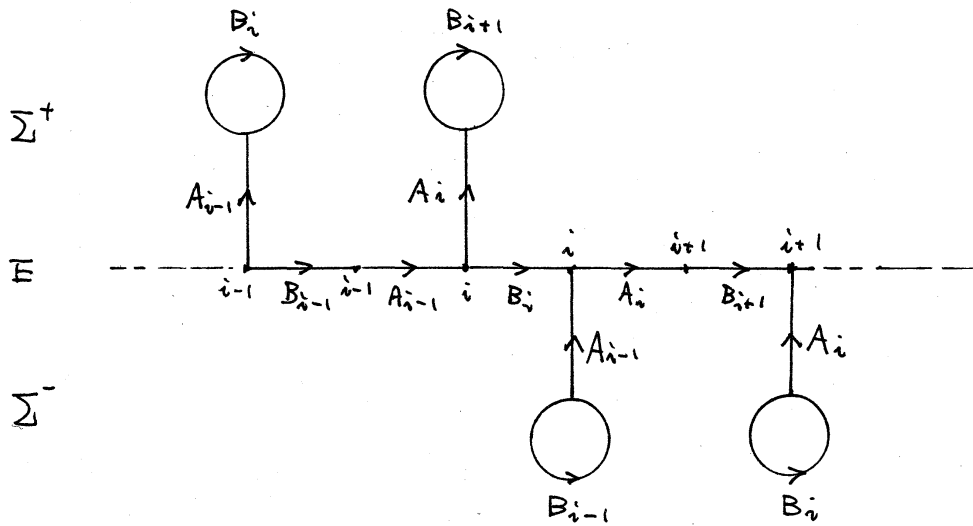 B_i B_{i+1}
Σ^+
A_{i-1} A_i
i i+1 i+1
E
i-1 B_{i-1} i-1 A_{i-1} i B_i A_i B_{i+1}
A_{i-1} A_i
Σ^-
B_{i-1} B_i